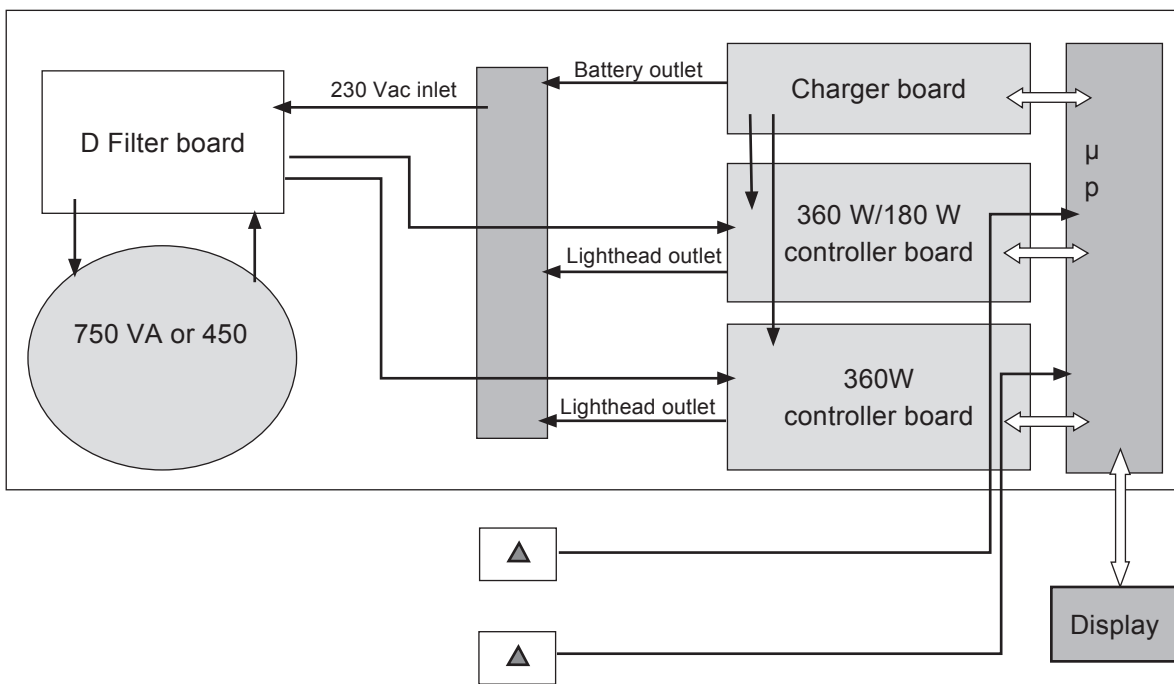 Battery outlet
Charger board
230 Vac inlet
D Filter board
µ
p
360 W/180 W
controller board
Lighthead outlet
750 VA or 450
360W
controller board
Lighthead outlet
Display